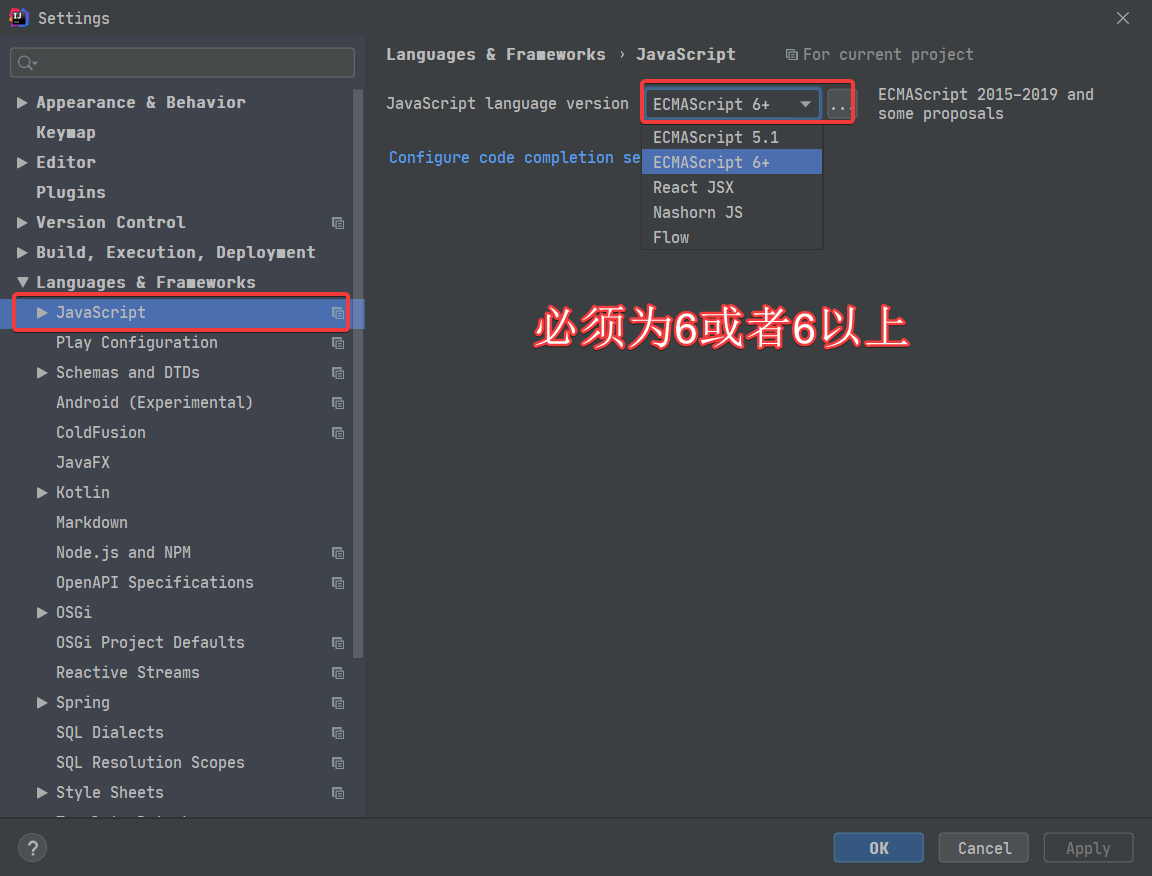 Settings
Appearance & Behavior
Keymap
Editor
Plugins
Version Control
Build, Execution, Deployment
Languages & Frameworks
JavaScript
Play Configuration
Schemas and DTDs
Android (Experimental)
ColdFusion
JavaFX
Kotlin
Markdown
Node.js and NPM
OpenAPI Specifications
OSGi
OSGi Project Defaults
Reactive Streams
Spring
SQL Dialects
SQL Resolution Scopes
Style Sheets
Languages & Frameworks › JavaScript
For current project
JavaScript language version
ECMAScript 6+
...
ECMAScript 2015-2019 and
some proposals
Configure code completion se
ECMAScript 5.1
ECMAScript 6+
React JSX
Nashorn JS
Flow
必须为6或者6以上
?
OK
Cancel
Apply